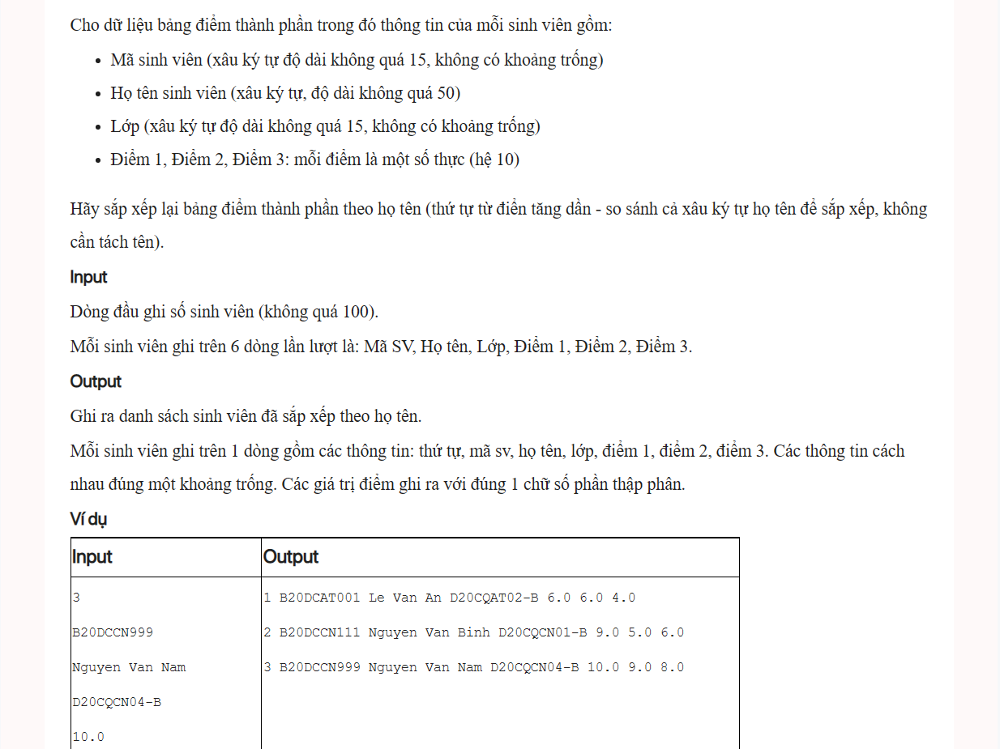 Cho dữ liệu bảng điểm thành phần trong đó thông tin của mỗi sinh viên gồm:
• Mã sinh viên (xâu ký tự độ dài không quá 15, không có khoảng trống)
• Họ tên sinh viên (xâu ký tự, độ dài không quá 50)
• Lớp (xâu ký tự độ dài không quá 15, không có khoảng trống)
• Điểm 1, Điểm 2, Điểm 3: mỗi điểm là một số thực (hệ 10)
Hãy sắp xếp lại bảng điểm thành phần theo họ tên (thứ tự từ điển tăng dần - so sánh cả xâu ký tự họ tên để sắp xếp, không
cần tách tên).
Input
Dòng đầu ghi số sinh viên (không quá 100).
Mỗi sinh viên ghi trên 6 dòng lần lượt là: Mã SV, Họ tên, Lớp, Điểm 1, Điểm 2, Điểm 3.
Output
Ghi ra danh sách sinh viên đã sắp xếp theo họ tên.
Mỗi sinh viên ghi trên 1 dòng gồm các thông tin: thứ tự, mã sv, họ tên, lớp, điểm 1, điểm 2, điểm 3. Các thông tin cách
nhau đúng một khoảng trống. Các giá trị điểm ghi ra với đúng 1 chữ số phần thập phân.
Ví dụ
Input
3
B20DCCN999
Nguyen Van Nam
D20CQCN04-B
10.0
Output
1 B20DCAT001 Le Van An D20CQAT02-B 6.0 6.0 4.0
2 B20DCCN111 Nguyen Van Binh D20CQCN01-B 9.0 5.0 6.0
3 B20DCCN999 Nguyen Van Nam D20CQCN04-B 10.0 9.0 8.0